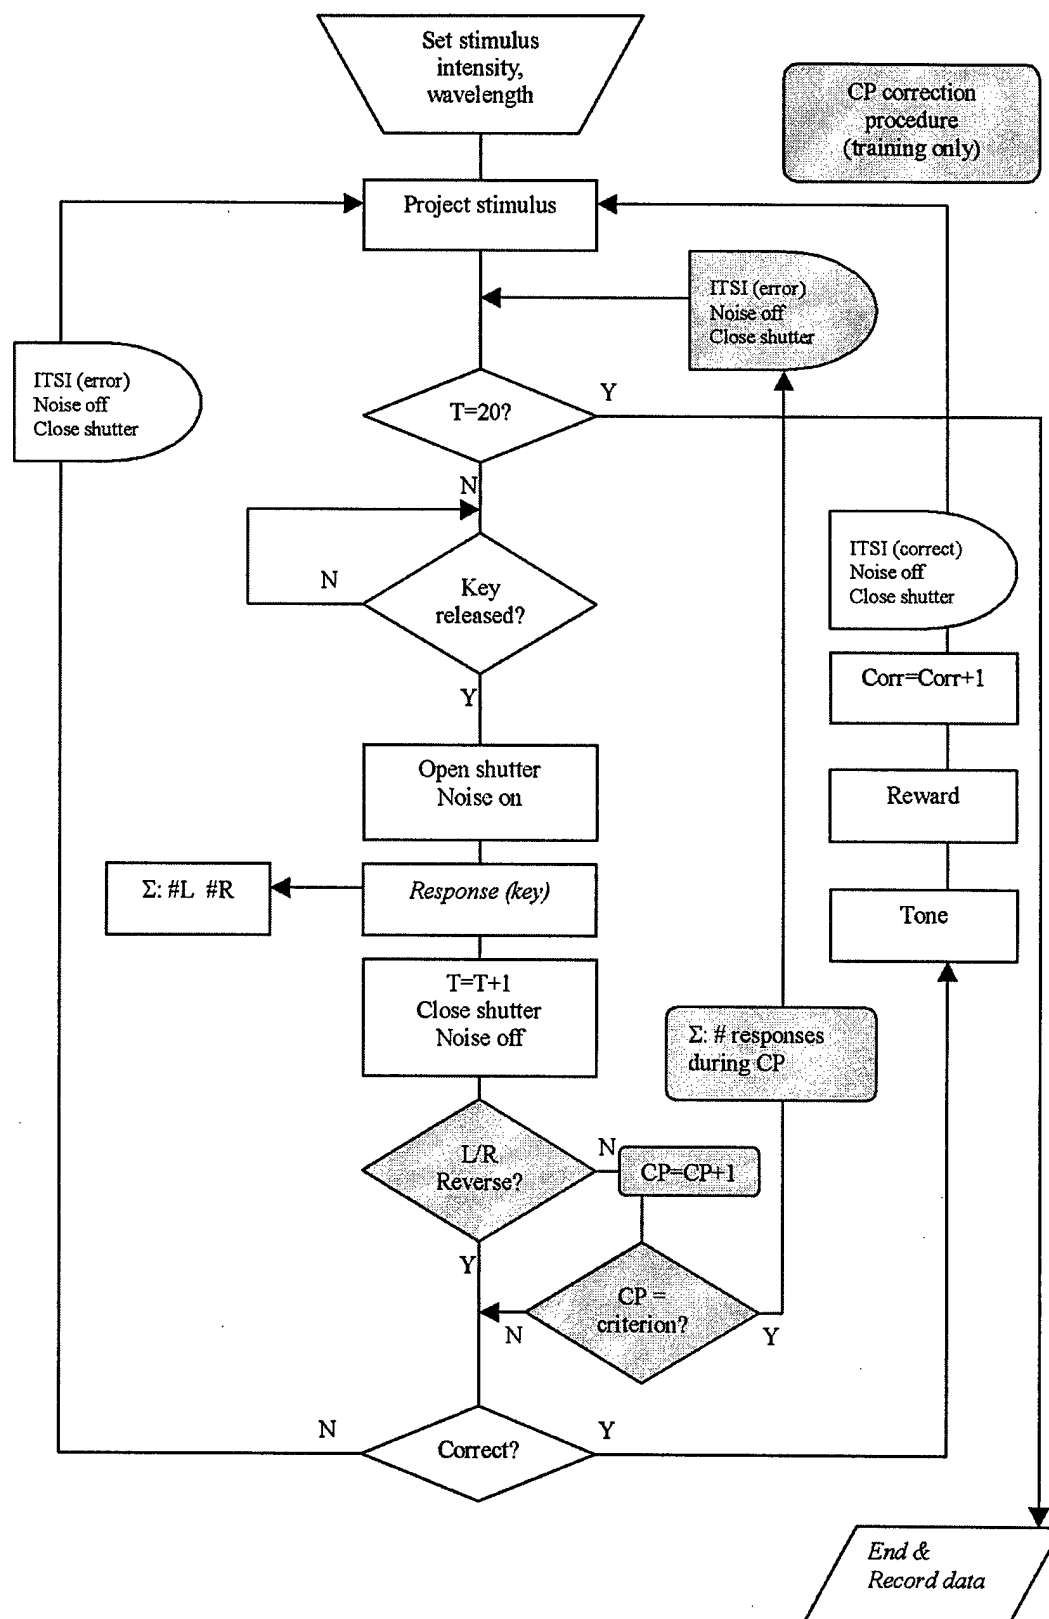 Set stimulus
intensity,
wavelength
CP correction
procedure
(training only)
Project stimulus
ITSI (error)
Noise off
Close shutter
ITSI (error)
Noise off
Close shutter
T=20?
Y
N
ITSI (correct)
Noise off
Close shutter
N
Key
released?
Y
Corr=Corr+1
Open shutter
Noise on
Reward
Σ: #L #R
Response (key)
Tone
T=T+1
Close shutter
Noise off
Σ: # responses
during CP
L/R
Reverse?
N
CP=CP+1
Y
CP =
criterion?
N
Y
N
Correct?
Y
End &
Record data